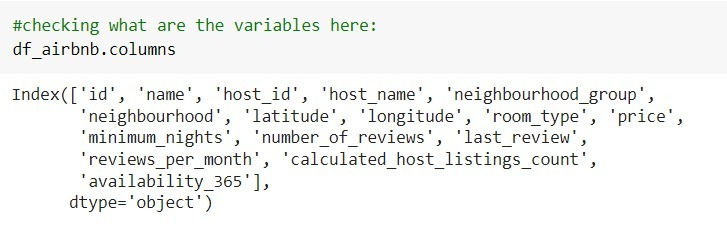 #checking what are the variables here:
df_airbnb.columns
Index(['id', 'name', 'host_id', 'host_name', 'neighbourhood_group',
'neighbourhood', 'latitude', 'longitude', 'room_type', 'price',
'minimum_nights', 'number_of_reviews', 'last_review',
'reviews_per_month', 'calculated_host_listings_count',
'availability_365'],
dtype='object')